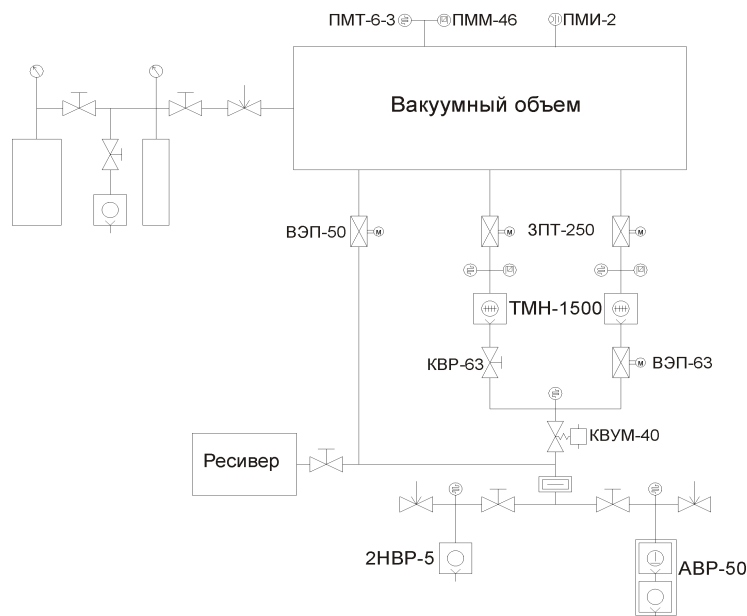 ПМТ-6-3
ПММ-46
ПМИ-2
Вакуумный объем
ВЭП-50
М
М
ЗПТ-250
М
ТМН-1500
КВР-63
ВЭП-63
М
КВУМ-40
Ресивер
2НВР-5
АВР-50